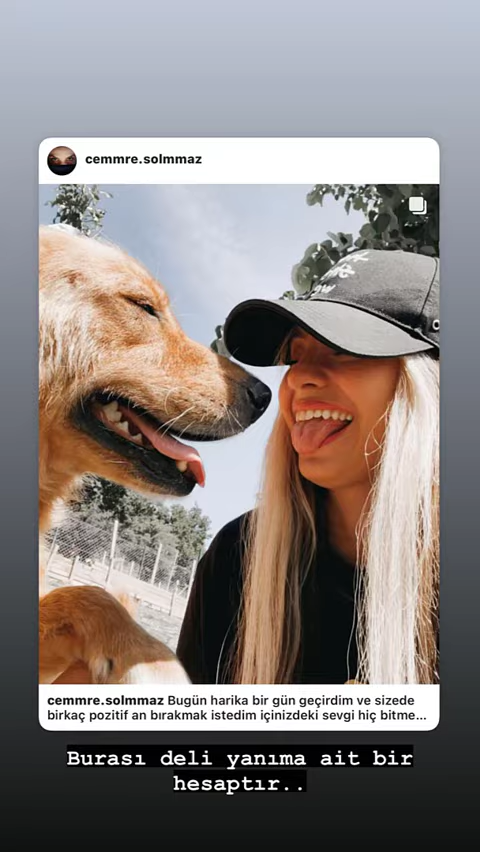 cemmre.solmmaz
cemmre.solmmaz Bugün harika bir gün geçirdim ve sizede
birkaç pozitif an bırakmak istedim içinizdeki sevgi hiç bitme...
Burası deli yanıma ait bir
hesaptır..